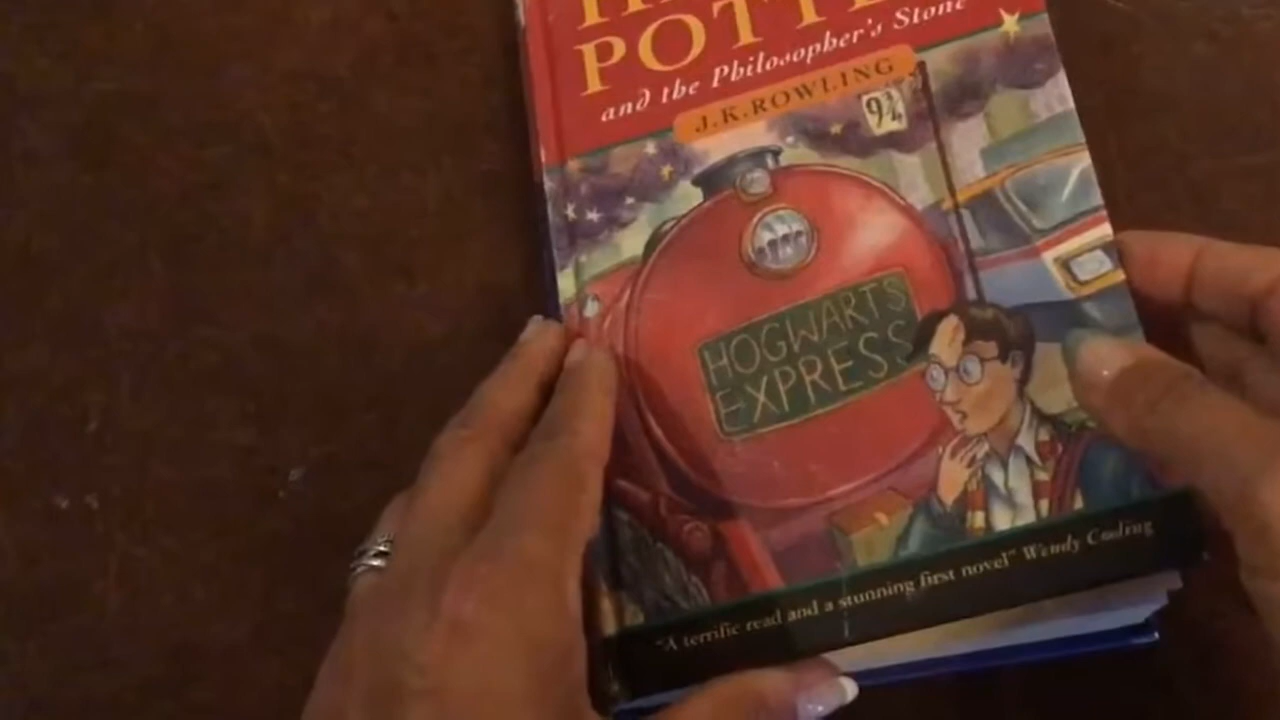 POTTE
and the Philosopher's Stone
J.K.ROWLING
9¾
HOGWARTS
EXPRESS
"A terrific read and a stunning first novel" Wendy Cooling